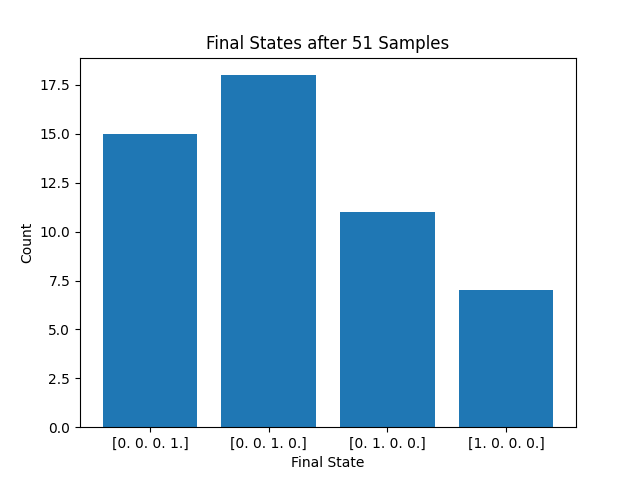 Final States after 51 Samples
Count
17.5
15.0
12.5
10.0
7.5
5.0
2.5
0.0
[0. 0. 0. 1.] [0. 0. 1. 0.] [0. 1. 0. 0.] [1. 0. 0. 0.]
Final State